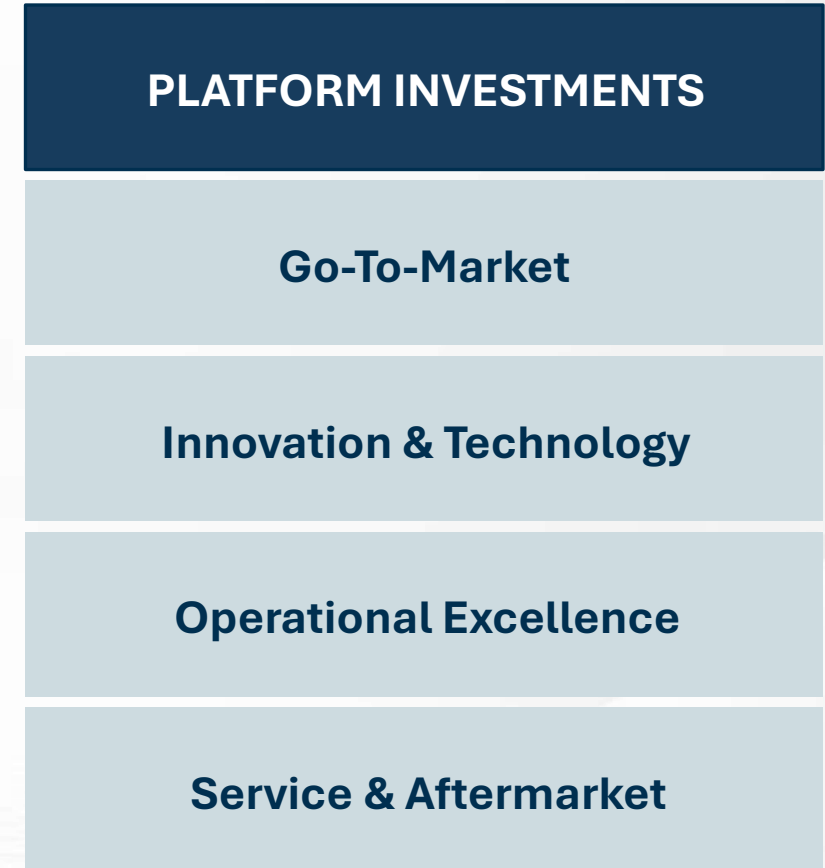 PLATFORM INVESTMENTS
Go-To-Market
Innovation & Technology
Operational Excellence
Service & Aftermarket